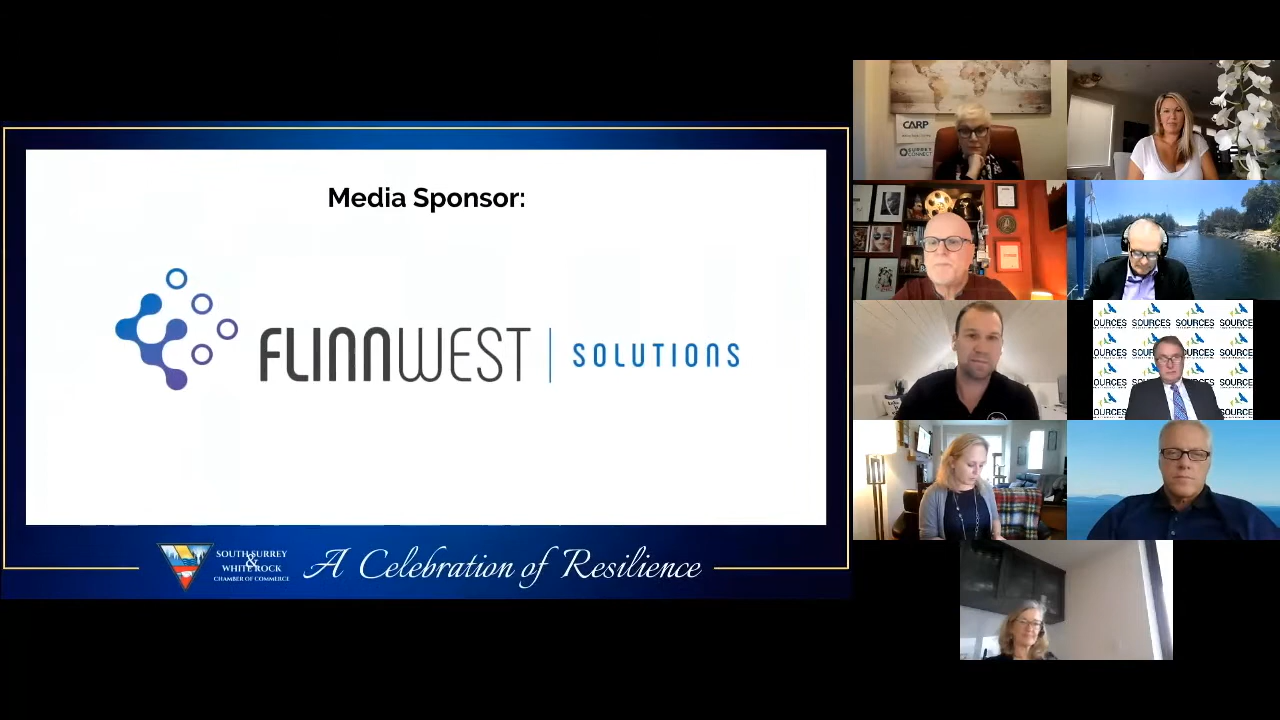 Media Sponsor:
FLINNWEST | SOLUTIONS
SOUTH SURREY
&
WHITE ROCK
CHAMBER OF COMMERCE
A Celebration of Resilience
CARP
SURREY
CONNECT
OURCES SOURCES SOURCES SOURCE